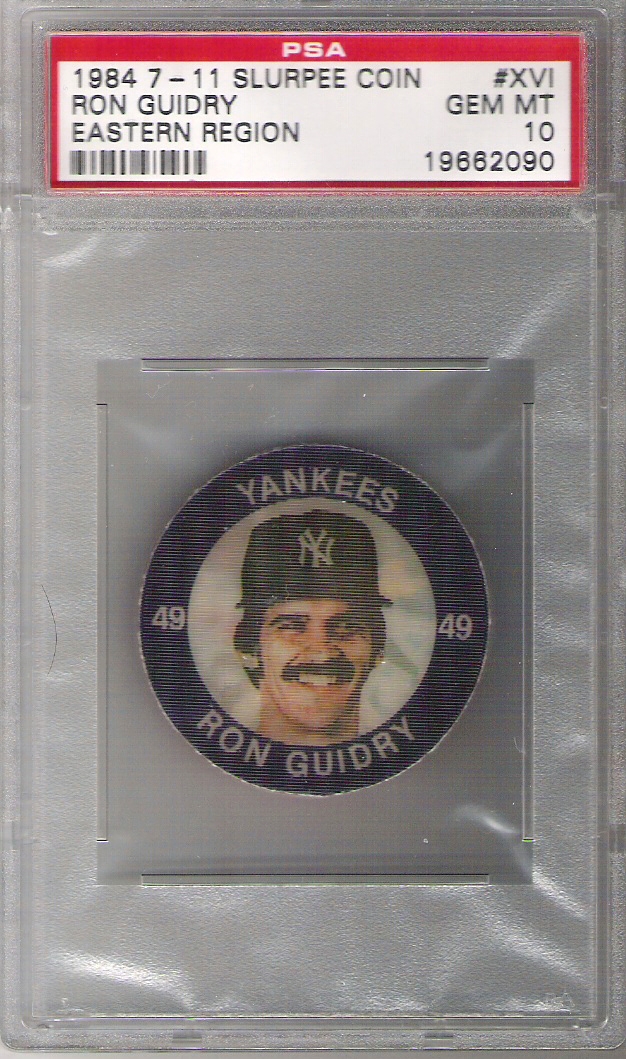 PSA
1984 7-11 SLURPEE COIN #XVI
RON GUIDRY GEM MT
EASTERN REGION 10
19662090
YANKEES
NY
49 49
RON GUIDRY